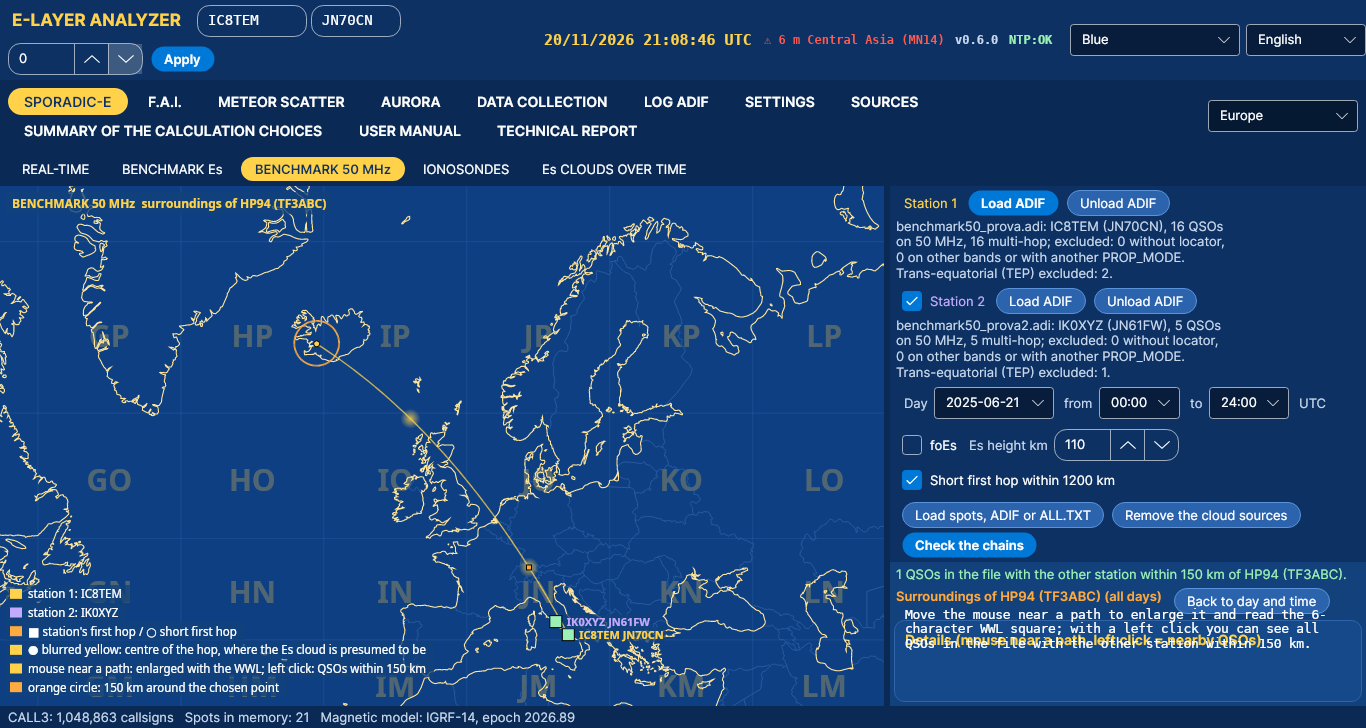 E-LAYER ANALYZER IC8TEM JN70CN
20/11/2026 21:08:46 UTC ⚠ 6 m Central Asia (MN14) v0.6.0 NTP:OK Blue English
0 Apply
SPORADIC-E F.A.I. METEOR SCATTER AURORA DATA COLLECTION LOG ADIF SETTINGS SOURCES
Europe
SUMMARY OF THE CALCULATION CHOICES USER MANUAL TECHNICAL REPORT
REAL-TIME BENCHMARK Es BENCHMARK 50 MHz IONOSONDES Es CLOUDS OVER TIME
BENCHMARK 50 MHz surroundings of HP94 (TF3ABC)
GP HP IP JP KP LP
GO HO IO JO KO LO
GN HN IN JN KN LN
IM JM KM LM
IK0XYZ JN61FW
IC8TEM JN70CN
station 1: IC8TEM
station 2: IK0XYZ
■ station's first hop / ○ short first hop
● blurred yellow: centre of the hop, where the Es cloud is presumed to be
mouse near a path: enlarged with the WWL; left click: QSOs within 150 km
orange circle: 150 km around the chosen point
Station 1 Load ADIF Unload ADIF
benchmark50_prova.adi: IC8TEM (JN70CN), 16 QSOs
on 50 MHz, 16 multi-hop; excluded: 0 without locator,
0 on other bands or with another PROP_MODE.
Trans-equatorial (TEP) excluded: 2.
Station 2 Load ADIF Unload ADIF
benchmark50_prova2.adi: IK0XYZ (JN61FW), 5 QSOs
on 50 MHz, 5 multi-hop; excluded: 0 without locator,
0 on other bands or with another PROP_MODE.
Trans-equatorial (TEP) excluded: 1.
Day 2025-06-21 from 00:00 to 24:00 UTC
foEs Es height km 110
Short first hop within 1200 km
Load spots, ADIF or ALL.TXT Remove the cloud sources
Check the chains
1 QSOs in the file with the other station within 150 km of HP94 (TF3ABC).
Surroundings of HP94 (TF3ABC) (all days) Back to day and time
Move the mouse near a path to enlarge it and read the 6-
character WWL square; with a left click you can see all
QSOs in the file with the other station within 150 km.
Details (mouse near a path, left click = nearby QSOs)
CALL3: 1,048,863 callsigns Spots in memory: 21 Magnetic model: IGRF-14, epoch 2026.89